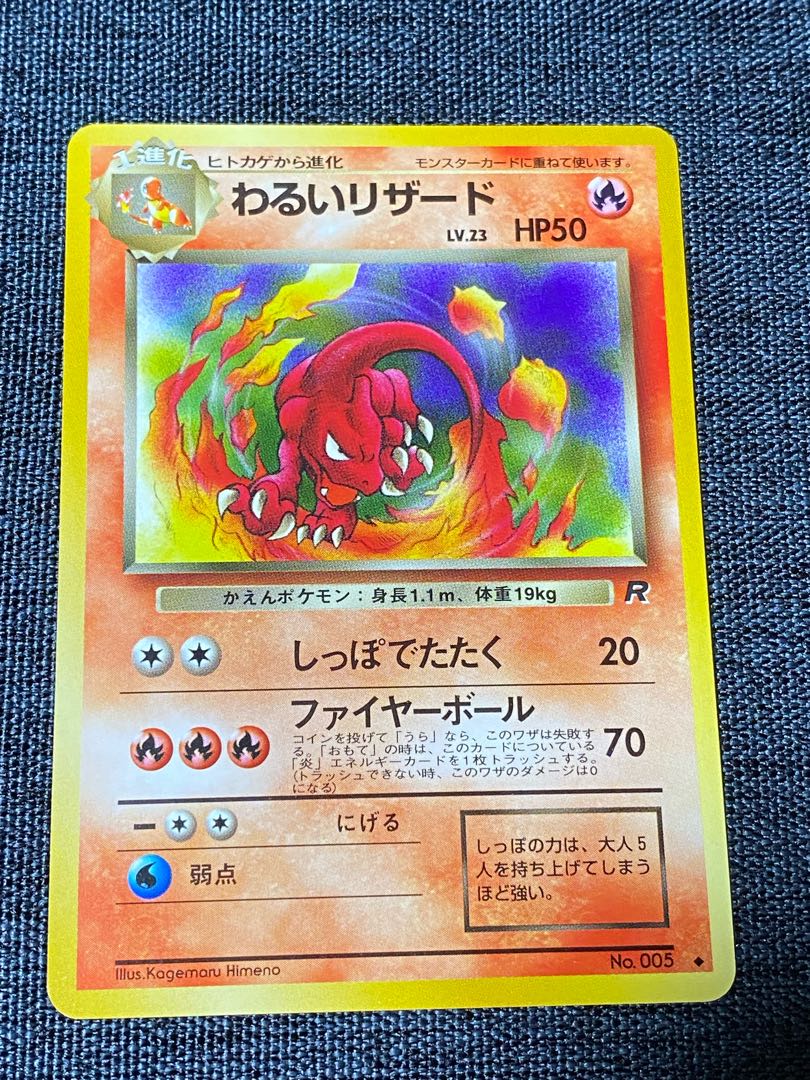 1進化
ヒトカゲから進化
モンスターカードに重ねて使います。
わるいリザード
LV.23 HP50
かえんポケモン：身長1.1m、体重19kg
R
しっぽでたたく 20
ファイヤーボール
コインを投げて「うら」なら、このワザは失敗す
る。「おもて」の時は、このカードについている
「炎」エネルギーカードを1枚トラッシュする。
(トラッシュできない時、このワザのダメージは0
になる)
70
にげる
弱点
しっぽの力は、大人5
人を持ち上げてしまう
ほど強い。
Illus.Kagemaru Himeno
No.005